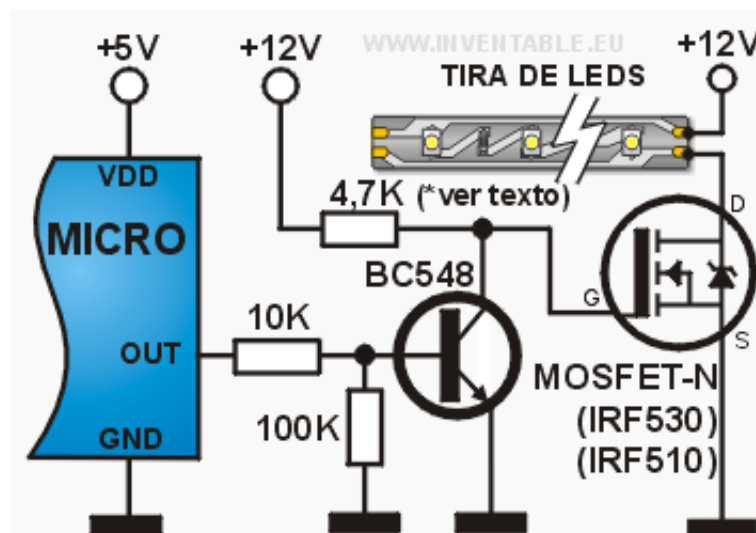 WWW.INVENTABLE.EU
+5V
+12V
+12V
TIRA DE LEDS
VDD
4,7K (*ver texto)
MICRO
D
BC548
G
10K
OUT
S
MOSFET-N
(IRF530)
(IRF510)
100K
GND